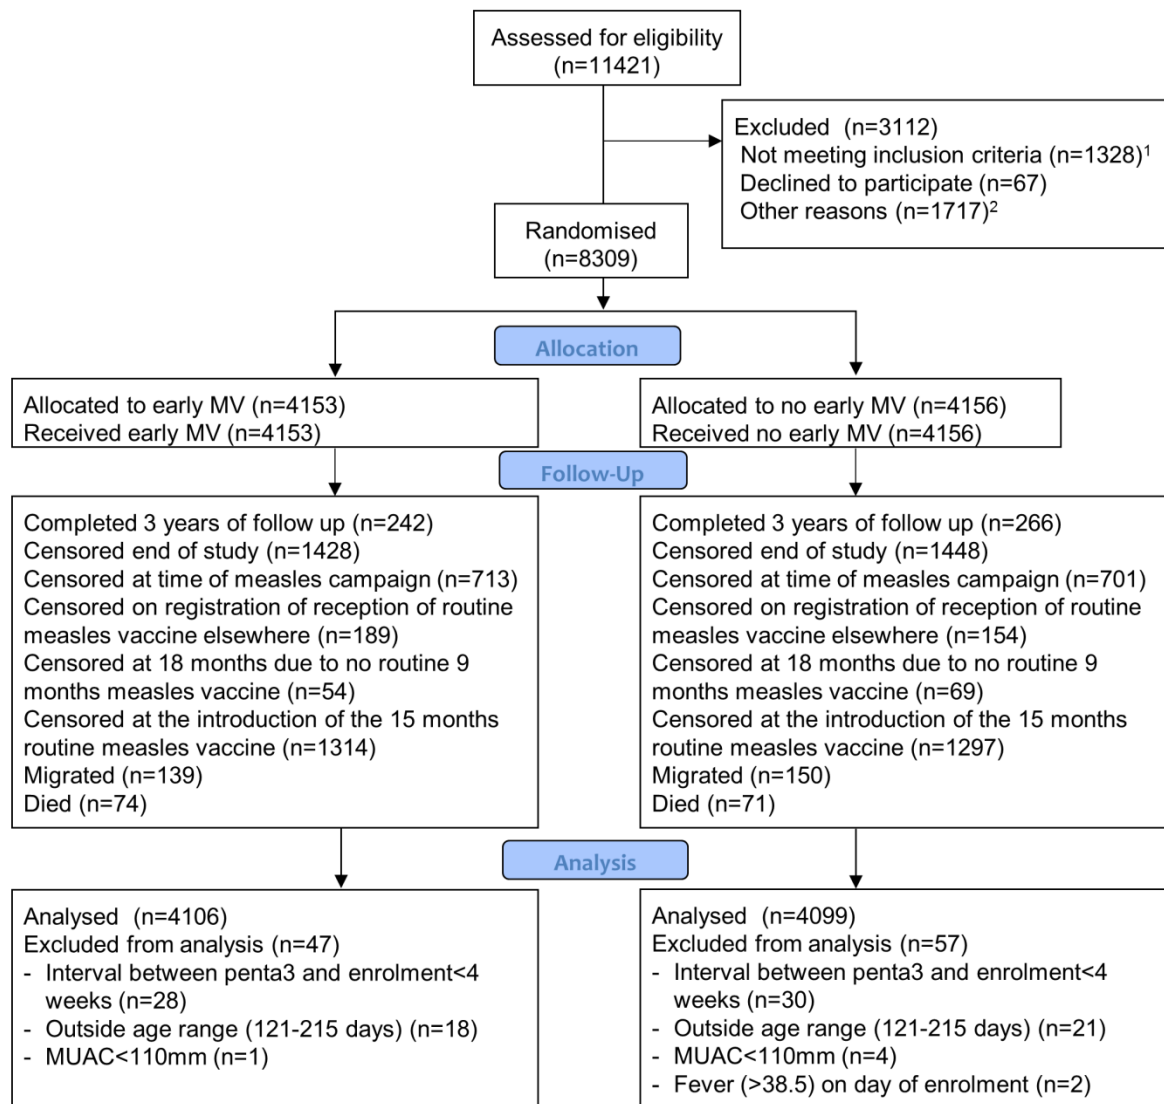 Assessed for eligibility
(n=11421)
Excluded (n=3112)
Not meeting inclusion criteria (n=1328)¹
Declined to participate (n=67)
Other reasons (n=1717)²
Randomised
(n=8309)
Allocation
Allocated to early MV (n=4153)
Received early MV (n=4153)
Allocated to no early MV (n=4156)
Received no early MV (n=4156)
Follow-Up
Completed 3 years of follow up (n=242)
Censored end of study (n=1428)
Censored at time of measles campaign (n=713)
Censored on registration of reception of routine
measles vaccine elsewhere (n=189)
Censored at 18 months due to no routine 9
months measles vaccine (n=54)
Censored at the introduction of the 15 months
routine measles vaccine (n=1314)
Migrated (n=139)
Died (n=74)
Completed 3 years of follow up (n=266)
Censored end of study (n=1448)
Censored at time of measles campaign (n=701)
Censored on registration of reception of routine
measles vaccine elsewhere (n=154)
Censored at 18 months due to no routine 9
months measles vaccine (n=69)
Censored at the introduction of the 15 months
routine measles vaccine (n=1297)
Migrated (n=150)
Died (n=71)
Analysis
Analysed (n=4106)
Excluded from analysis (n=47)
- Interval between penta3 and enrolment<4
weeks (n=28)
- Outside age range (121-215 days) (n=18)
- MUAC<110mm (n=1)
Analysed (n=4099)
Excluded from analysis (n=57)
- Interval between penta3 and enrolment<4
weeks (n=30)
- Outside age range (121-215 days) (n=21)
- MUAC<110mm (n=4)
- Fever (>38.5) on day of enrolment (n=2)